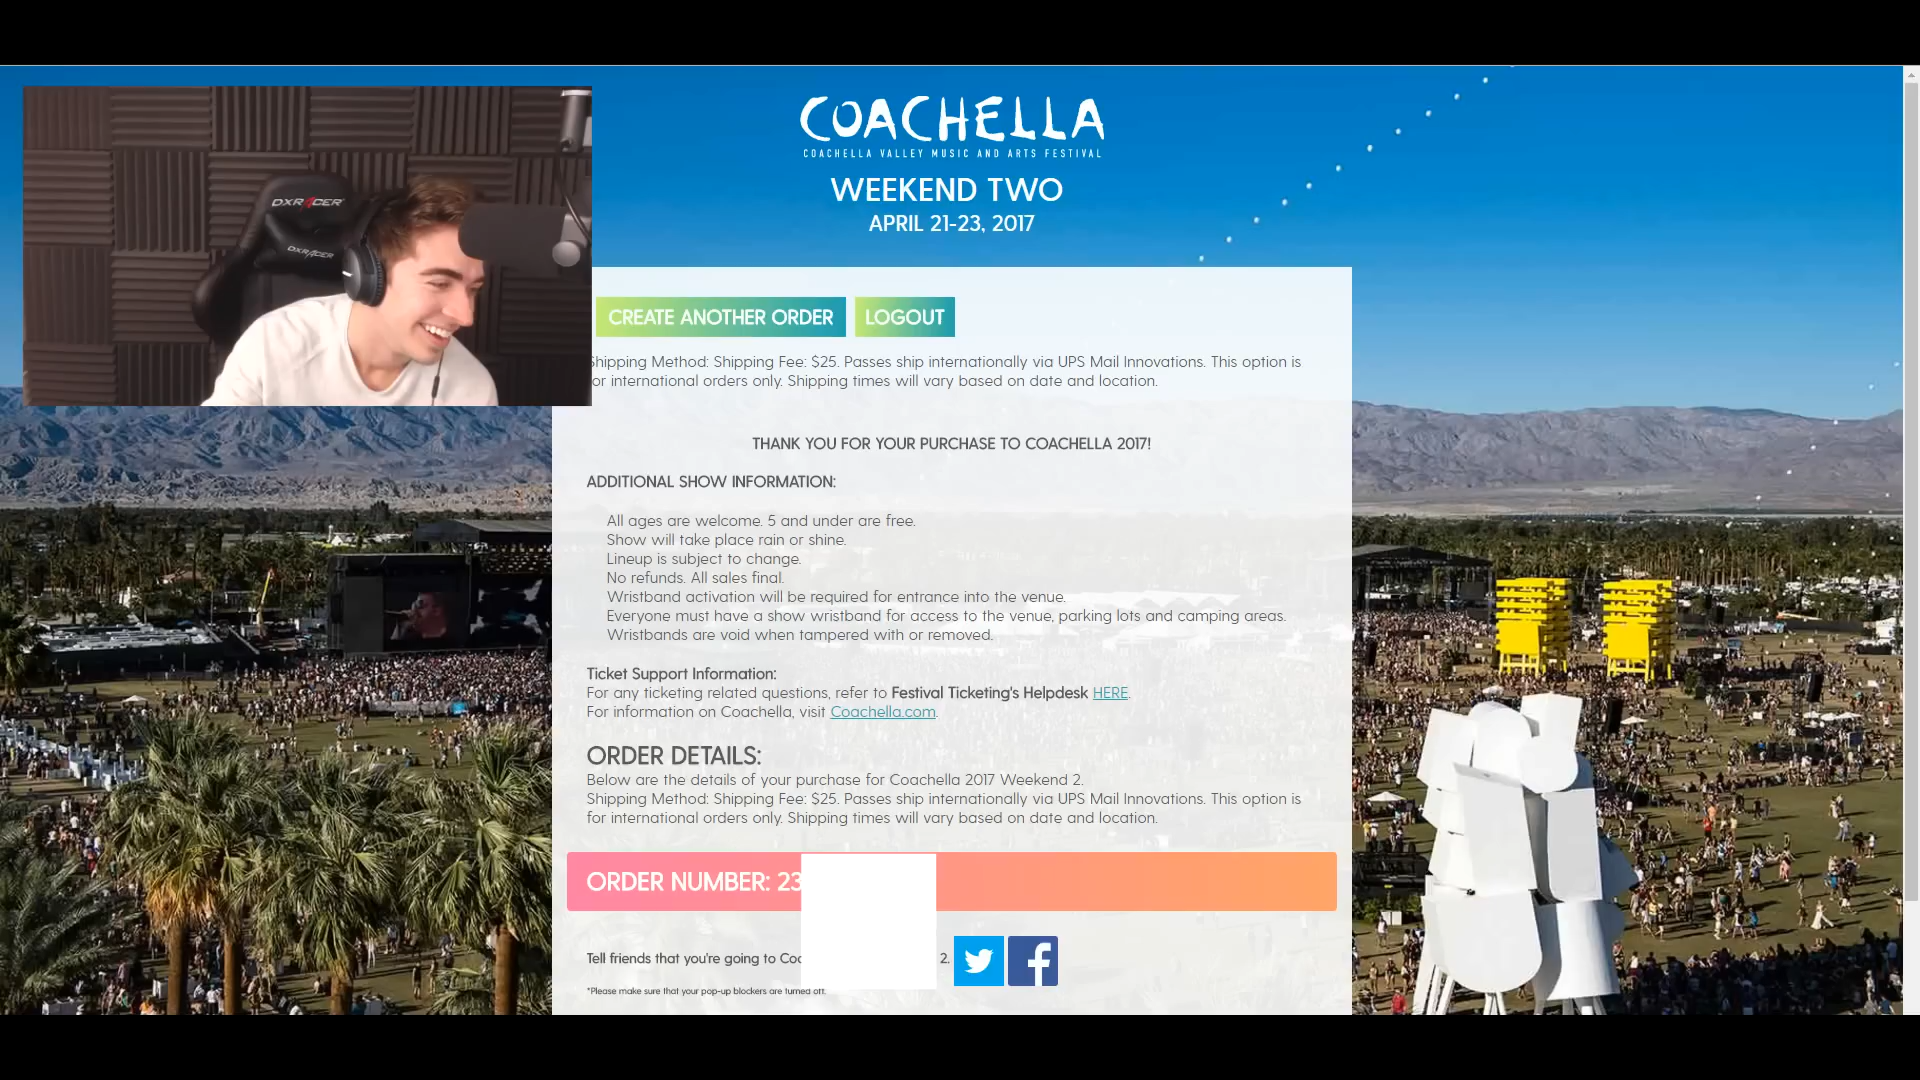 COACHELLA
COACHELLA VALLEY MUSIC AND ARTS FESTIVAL
WEEKEND TWO
APRIL 21-23, 2017
DXRACER
DXRACER
CREATE ANOTHER ORDER
LOGOUT
Shipping Method: Shipping Fee: $25. Passes ship internationally via UPS Mail Innovations. This option is
or international orders only. Shipping times will vary based on date and location.
THANK YOU FOR YOUR PURCHASE TO COACHELLA 2017!
ADDITIONAL SHOW INFORMATION:
All ages are welcome. 5 and under are free.
Show will take place rain or shine.
Lineup is subject to change.
No refunds. All sales final.
Wristband activation will be required for entrance into the venue.
Everyone must have a show wristband for access to the venue, parking lots and camping areas.
Wristbands are void when tampered with or removed.
Ticket Support Information:
For any ticketing related questions, refer to Festival Ticketing's Helpdesk HERE.
For information on Coachella, visit Coachella.com.
ORDER DETAILS:
Below are the details of your purchase for Coachella 2017 Weekend 2.
Shipping Method: Shipping Fee: $25. Passes ship internationally via UPS Mail Innovations. This option is
for international orders only. Shipping times will vary based on date and location.
ORDER NUMBER: 23
Tell friends that you're going to Coa 2.
*Please make sure that your pop-up blockers are turned off.